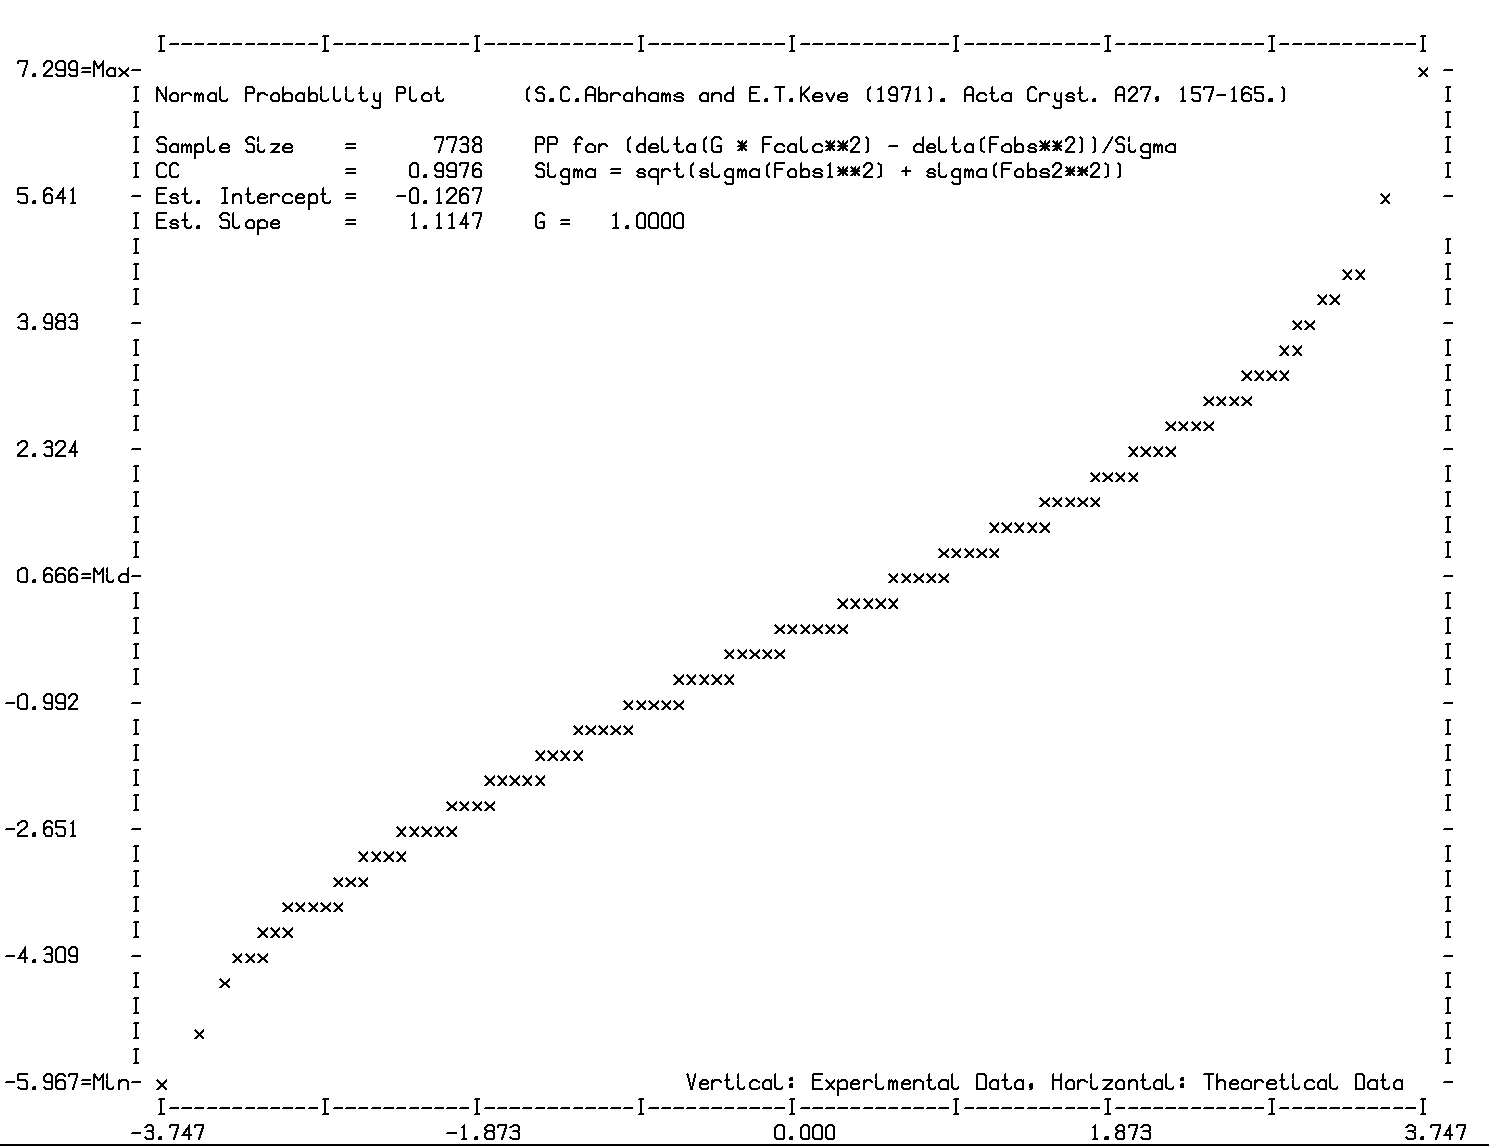 7.299=Max
Normal Probability Plot (S.C.Abrahams and E.T.Keve (1971). Acta Cryst. A27, 157-165.)
Sample Size = 7738 PP for (delta(G * Fcalc**2) - delta(Fobs**2))/Sigma
CC = 0.9976 Sigma = sqrt(sigma(Fobs1**2) + sigma(Fobs2**2))
5.641 Est. Intercept = -0.1267
Est. Slope = 1.1147 G = 1.0000
3.983
2.324
0.666=Mid
-0.992
-2.651
-4.309
-5.967=Min Vertical: Experimental Data, Horizontal: Theoretical Data
-3.747 -1.873 0.000 1.873 3.747